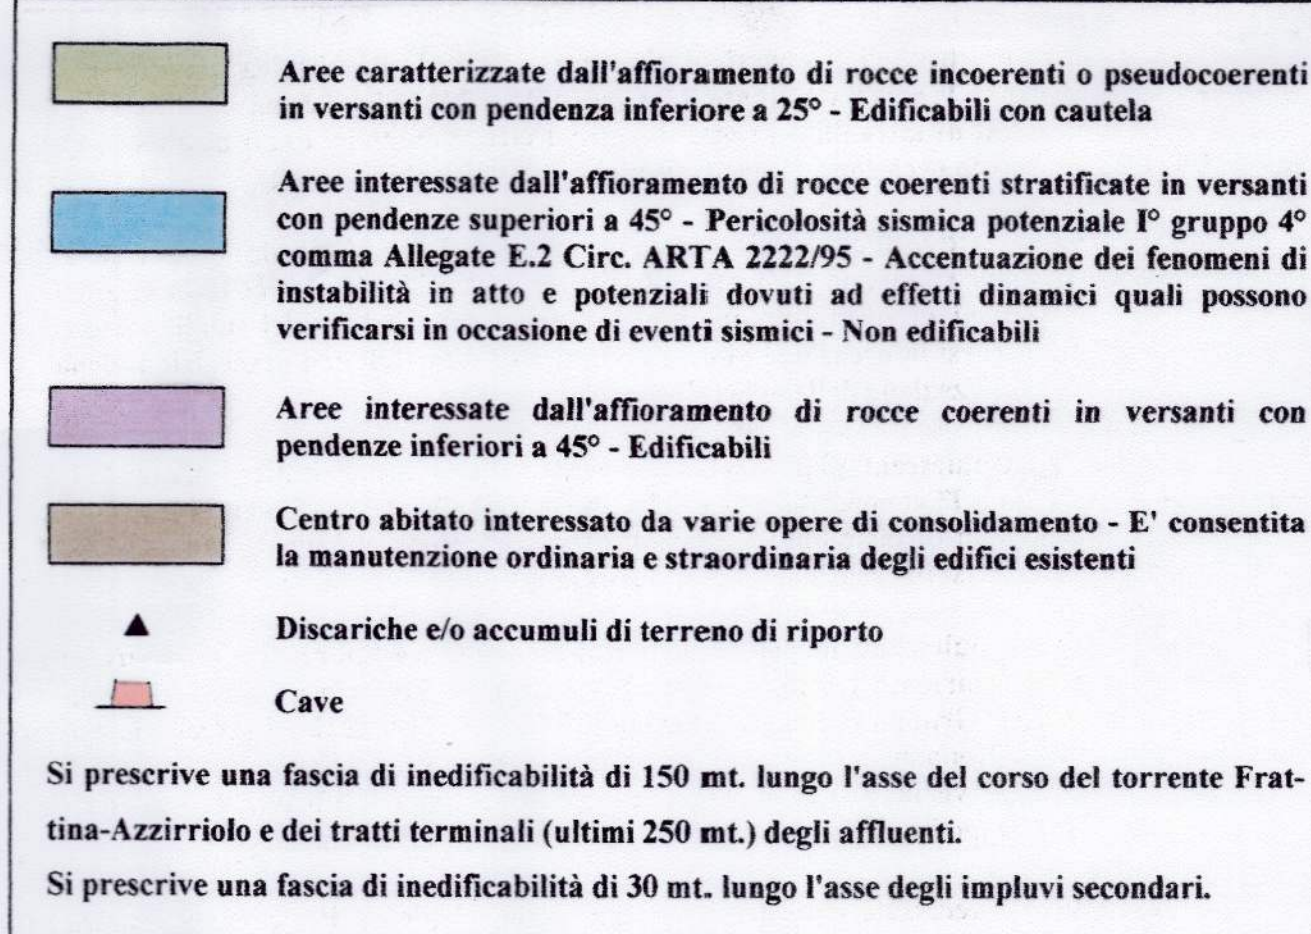 Aree caratterizzate dall'affioramento di rocce incoerenti o pseudocoerenti
in versanti con pendenza inferiore a 25° - Edificabili con cautela
Aree interessate dall'affioramento di rocce coerenti stratificate in versanti
con pendenze superiori a 45° - Pericolosità sismica potenziale I° gruppo 4°
comma Allegate E.2 Circ. ARTA 2222/95 - Accentuazione dei fenomeni di
instabilità in atto e potenziali dovuti ad effetti dinamici quali possono
verificarsi in occasione di eventi sismici - Non edificabili
Aree interessate dall'affioramento di rocce coerenti in versanti con
pendenze inferiori a 45° - Edificabili
Centro abitato interessato da varie opere di consolidamento - E' consentita
la manutenzione ordinaria e straordinaria degli edifici esistenti
Discariche e/o accumuli di terreno di riporto
Cave
Si prescrive una fascia di inedificabilità di 150 mt. lungo l'asse del corso del torrente Frat-
tina-Azzirriolo e dei tratti terminali (ultimi 250 mt.) degli affluenti.
Si prescrive una fascia di inedificabilità di 30 mt. lungo l'asse degli impluvi secondari.